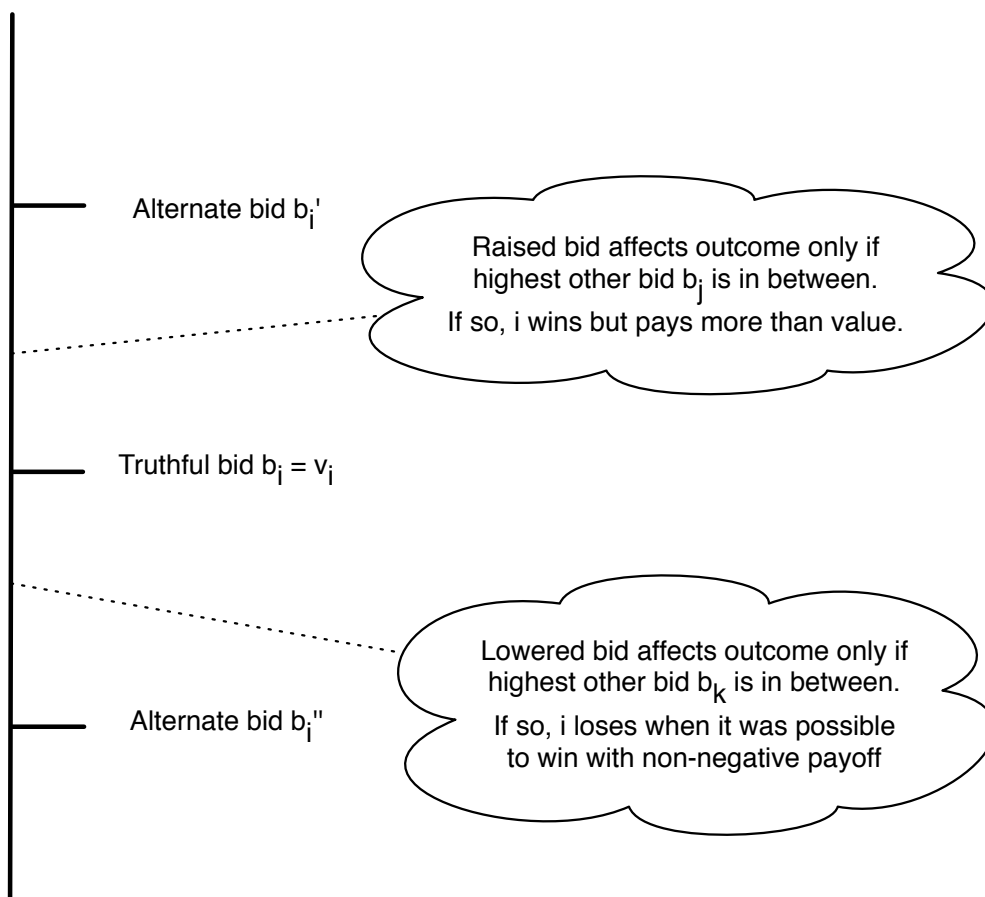 Alternate bid bi'
Raised bid affects outcome only if
highest other bid bj is in between.
If so, i wins but pays more than value.
Truthful bid bi = vi
Lowered bid affects outcome only if
highest other bid bk is in between.
If so, i loses when it was possible
to win with non-negative payoff
Alternate bid bi"